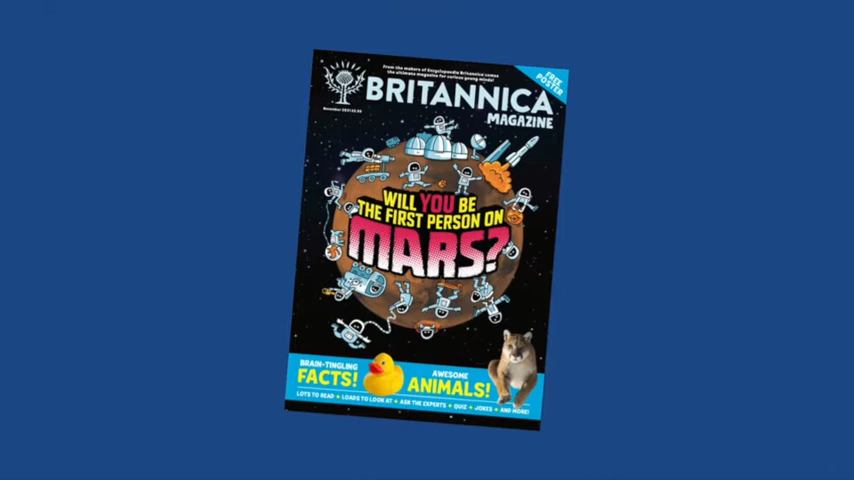 From the makers of Encyclopaedia Britannica comes
the ultimate magazine for curious young minds!
BRITANNICA
MAGAZINE
FREE
POSTER
WILL YOU BE
THE FIRST PERSON ON
MARS?
BRAIN-TINGLING
FACTS!
AWESOME
ANIMALS!
LOTS TO READ ★ LOADS TO LOOK AT ★ ASK THE EXPERTS ★ QUIZ ★ JOKES ★ AND MORE!